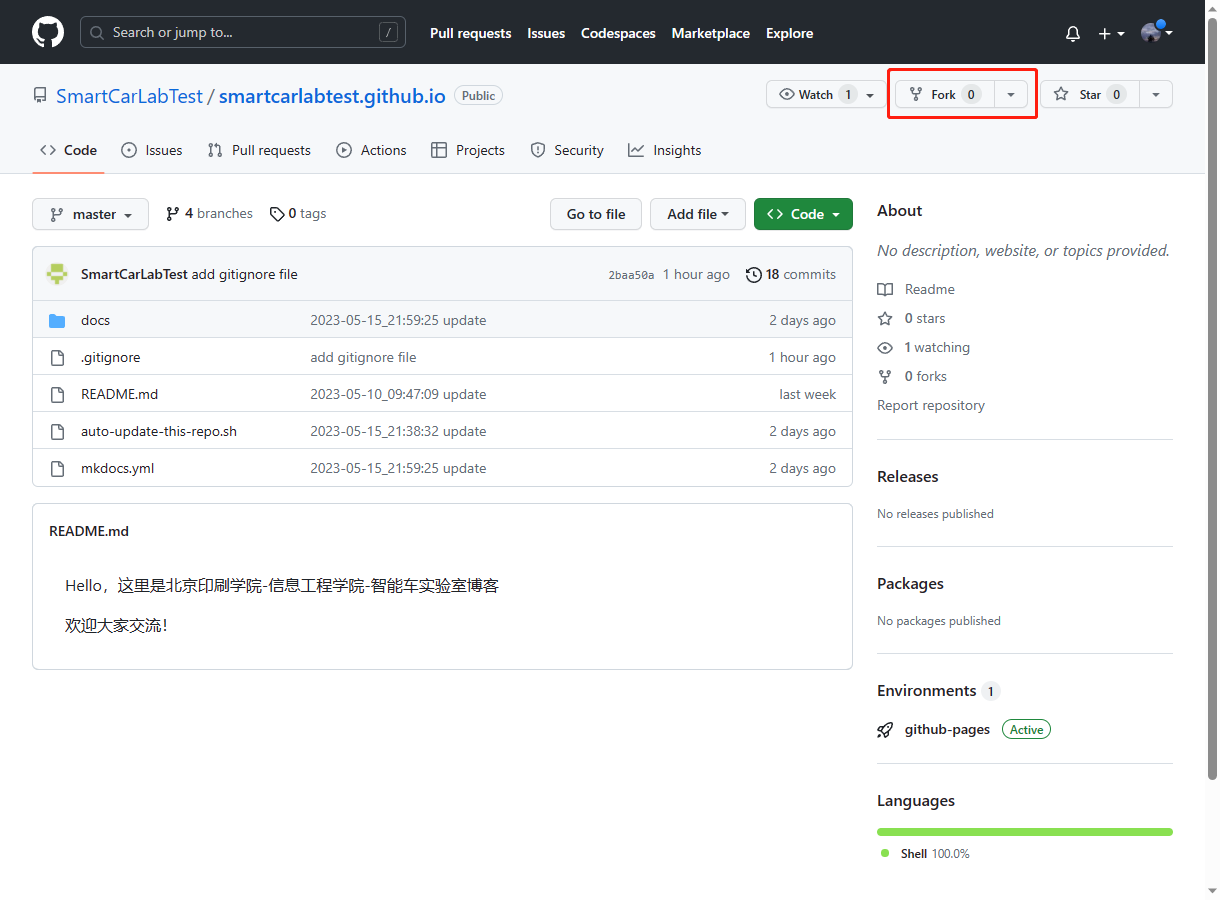 Search or jump to... / Pull requests Issues Codespaces Marketplace Explore
SmartCarLabTest / smartcarlabtest.github.io Public Watch 1 Fork 0 Star 0
Code Issues Pull requests Actions Projects Security Insights
master 4 branches 0 tags Go to file Add file Code
SmartCarLabTest add gitignore file 2baa50a 1 hour ago 18 commits
docs 2023-05-15_21:59:25 update 2 days ago
.gitignore add gitignore file 1 hour ago
README.md 2023-05-10_09:47:09 update last week
auto-update-this-repo.sh 2023-05-15_21:38:32 update 2 days ago
mkdocs.yml 2023-05-15_21:59:25 update 2 days ago
README.md
Hello，这里是北京印刷学院-信息工程学院-智能车实验室博客
欢迎大家交流！
About
No description, website, or topics provided.
Readme
0 stars
1 watching
0 forks
Report repository
Releases
No releases published
Packages
No packages published
Environments 1
github-pages Active
Languages
Shell 100.0%